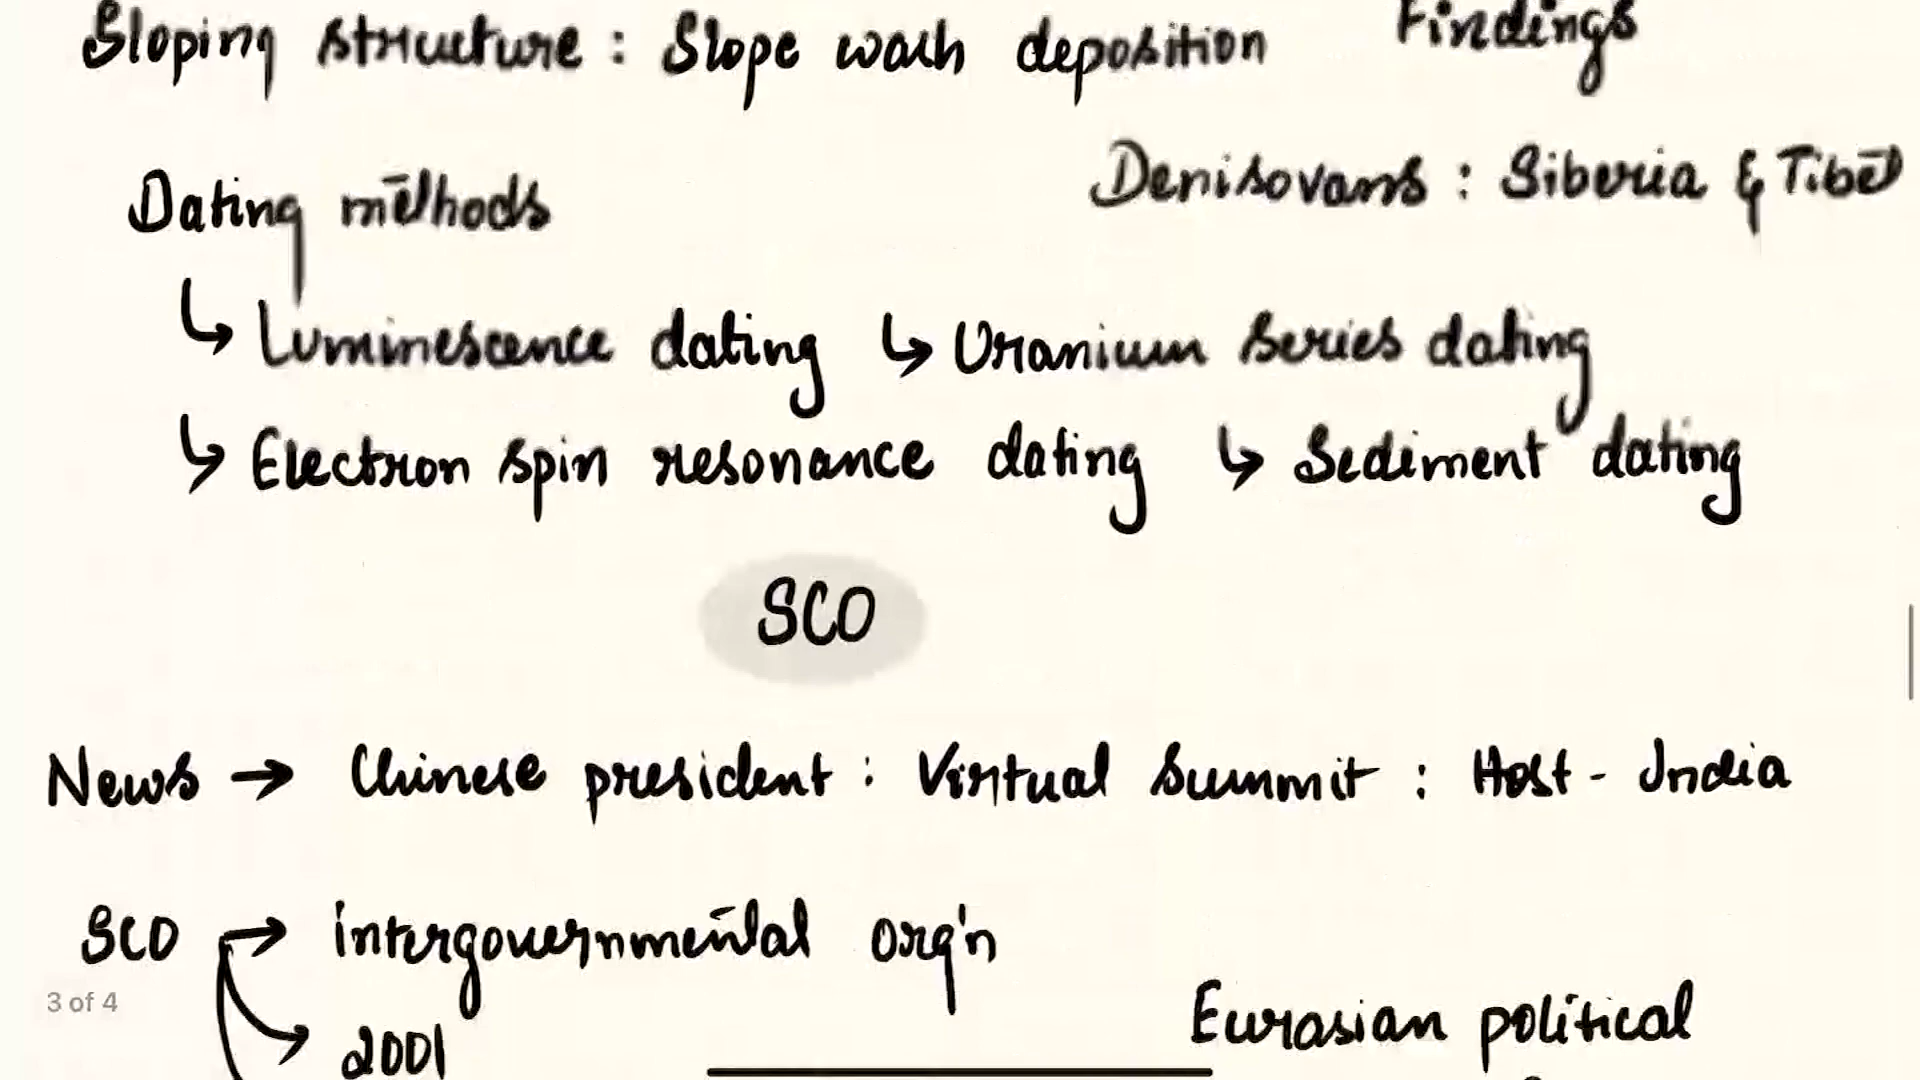 Sloping structure : Slope wash deposition Findings
Dating methods Denisovans : Siberia & Tibet
↳ Luminescence dating ↳ Uranium series dating
↳ Electron spin resonance dating ↳ Sediment dating
SCO
News → Chinese president : Virtual Summit : Host - India
SCO → intergovernmental org'n
3 of 4
Eurasian political
→ 2001